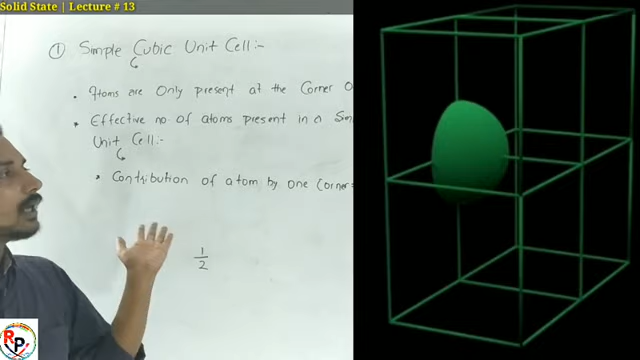 Solid State | Lecture # 13
① Simple Cubic Unit Cell:-
• Atoms are Only present at the Corner O
• Effective no. of atoms present in a Sim
Unit Cell:-
• Contribution of atom by one Corner =
1
2
RP